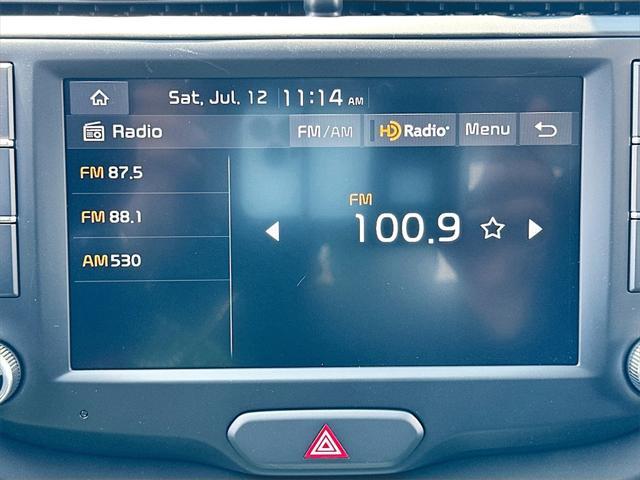 Sat, Jul, 12 11:14 AM
Radio FM/AM HD Radio Menu
FM 87.5
FM 88.1
AM 530
FM
100.9